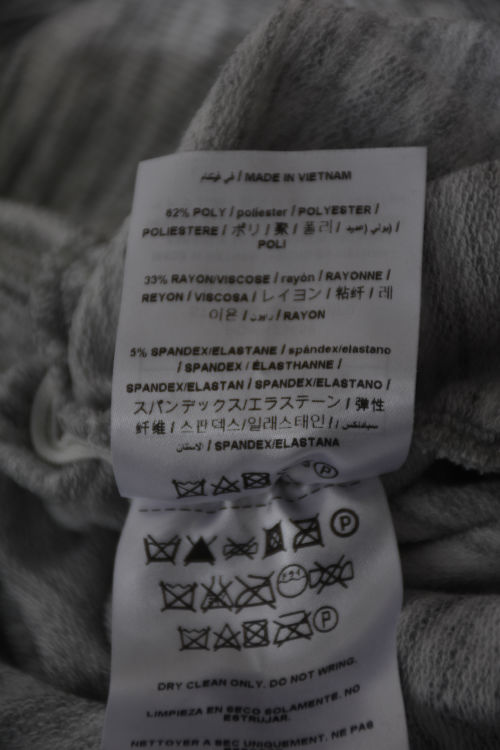 في فيتنام / MADE IN VIETNAM
62% POLY / poliester / POLYESTER /
POLIESTERE / ポリ / 聚 / 폴리 /
POLI
33% RAYON/VISCOSE / rayón / RAYONNE /
REYON / VISCOSA / レイヨン / 粘纤 / 레
이온 / رايون / RAYON
5% SPANDEX/ELASTANE / spándex/elastano
/ SPANDEX / ÉLASTHANNE /
SPANDEX/ELASTAN / SPANDEX/ELASTANO /
スパンデックス/エラステーン / 弹性
纤维 / 스판덱스/일래스태인 / سباندكس/
الاستان / SPANDEX/ELASTANA
P
P
ドライ
P
DRY CLEAN ONLY. DO NOT WRING.
LIMPIEZA EN SECO SOLAMENTE. NO
ESTRUJAR.
NETTOYER A SEC UNIQUEMENT. NE PAS